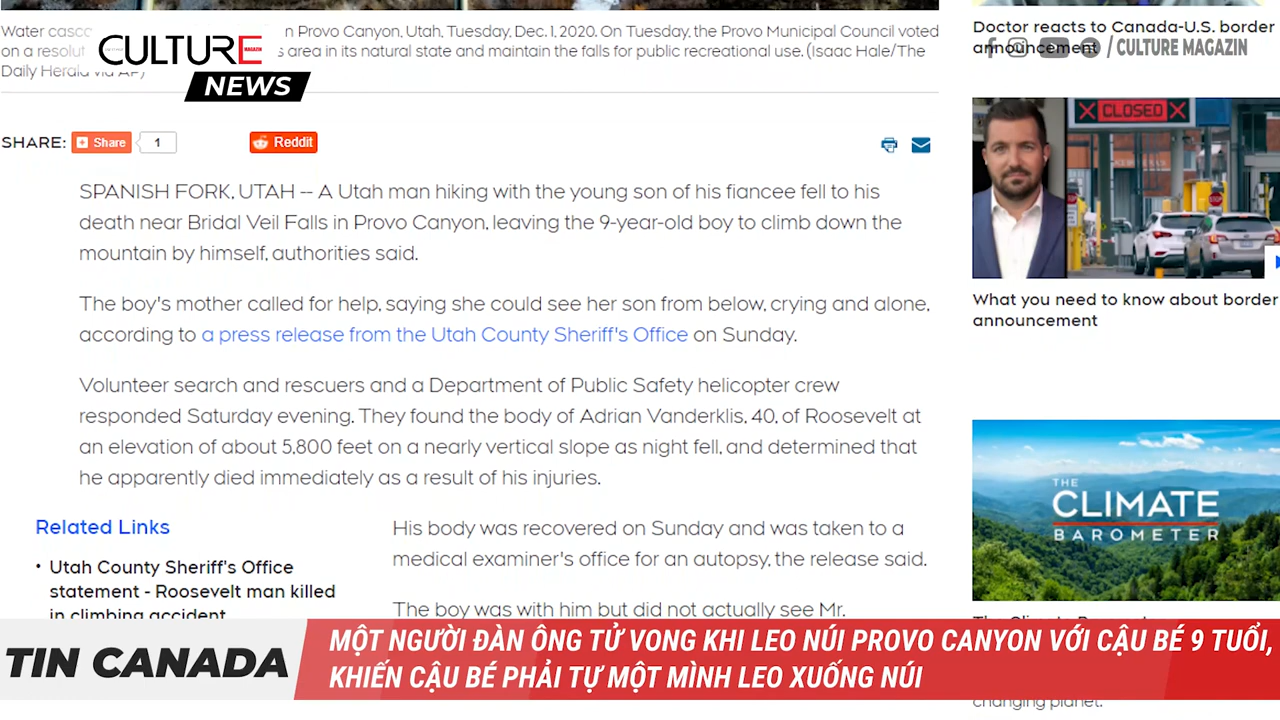 Water casc
n Provo Canyon, Utah, Tuesday, Dec. 1, 2020. On Tuesday, the Provo Municipal Council voted
on a resolut
s area in its natural state and maintain the falls for public recreational use. (Isaac Hale/The
Daily Herald via AP)
CULTURE
MAGAZIN
NEWS
Doctor reacts to Canada-U.S. border
announcement
/ CULTURE MAGAZIN
SHARE:
Share
1
Reddit
CLOSED
STOP
SPANISH FORK, UTAH -- A Utah man hiking with the young son of his fiancee fell to his
death near Bridal Veil Falls in Provo Canyon, leaving the 9-year-old boy to climb down the
mountain by himself, authorities said.
The boy's mother called for help, saying she could see her son from below, crying and alone,
according to a press release from the Utah County Sheriff's Office on Sunday.
What you need to know about border
announcement
Volunteer search and rescuers and a Department of Public Safety helicopter crew
responded Saturday evening. They found the body of Adrian Vanderklis, 40, of Roosevelt at
an elevation of about 5,800 feet on a nearly vertical slope as night fell, and determined that
he apparently died immediately as a result of his injuries.
THE
CLIMATE
BAROMETER
Related Links
• Utah County Sheriff's Office
statement - Roosevelt man killed
in climbing accident
His body was recovered on Sunday and was taken to a
medical examiner's office for an autopsy, the release said.
The boy was with him but did not actually see Mr.
TIN CANADA
MỘT NGƯỜI ĐÀN ÔNG TỬ VONG KHI LEO NÚI PROVO CANYON VỚI CẬU BÉ 9 TUỔI,
KHIẾN CẬU BÉ PHẢI TỰ MỘT MÌNH LEO XUỐNG NÚI
changing planet.